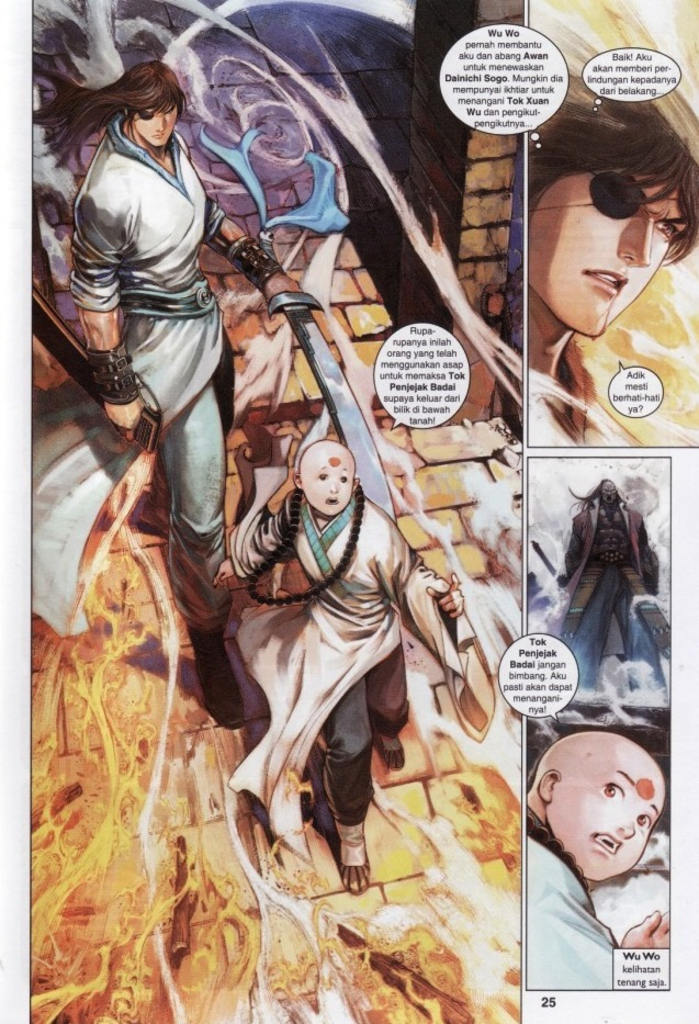 Wu Wo
pernah membantu
aku dan abang Awan
untuk menewaskan
Dainichi Sogo. Mungkin dia
mempunyai ikhtiar untuk
menangani Tok Xuan
Wu dan pengikut-
pengikutnya...
Baik! Aku
akan memberi per-
lindungan kepadanya
dari belakang...
Rupa-
rupanya inilah
orang yang telah
menggunakan asap
untuk memaksa Tok
Penjejak Badai
supaya keluar dari
bilik di bawah
tanah!
Adik
mesti
berhati-hati
ya?
Tok
Penjejak
Badai jangan
bimbang. Aku
pasti akan dapat
menangani-
nya!
Wu Wo
kelihatan
tenang saja.
25